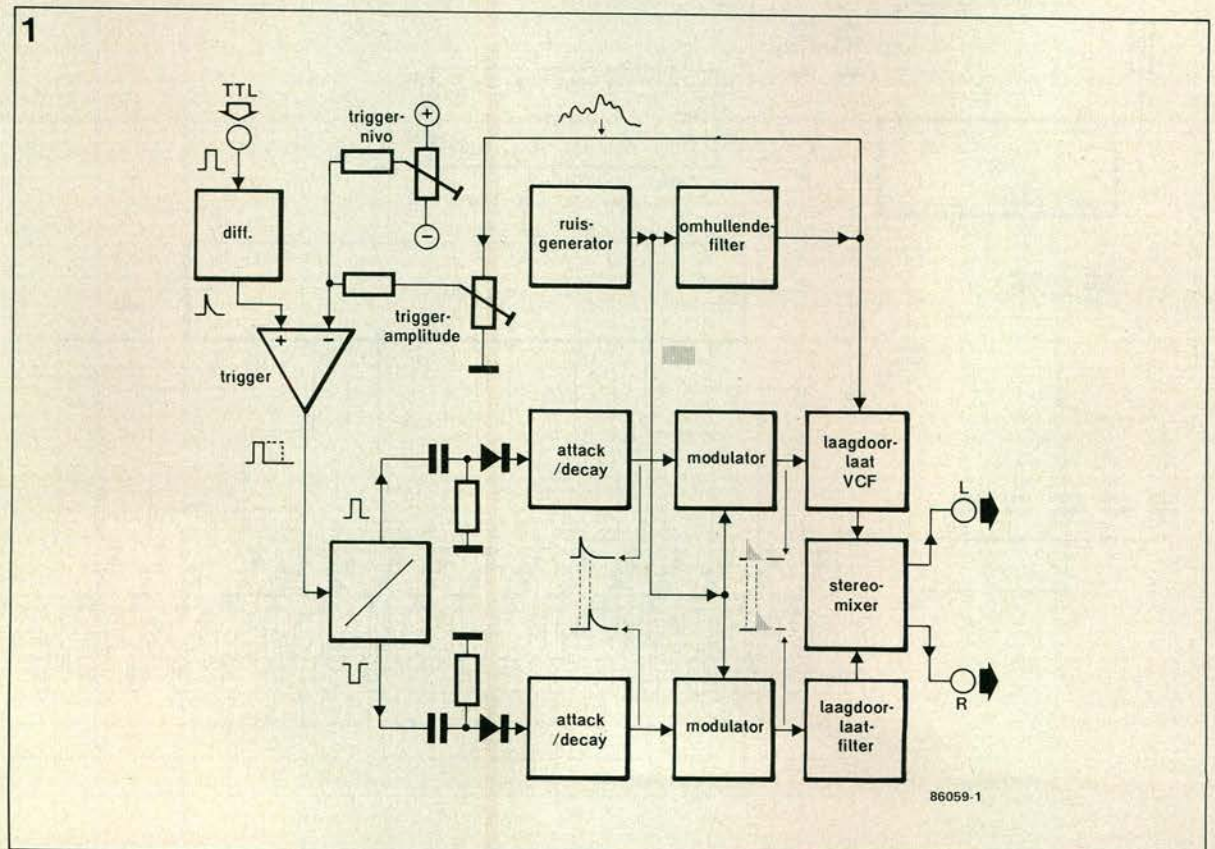 1
TTL
trigger-
nivo
+
−
diff.
ruis-
generator
omhullende-
filter
+ −
trigger-
amplitude
trigger
attack
/decay
modulator
laagdoor-
laat
VCF
L
stereo-
mixer
R
attack
/decay
modulator
laagdoor-
laat-
filter
86059-1